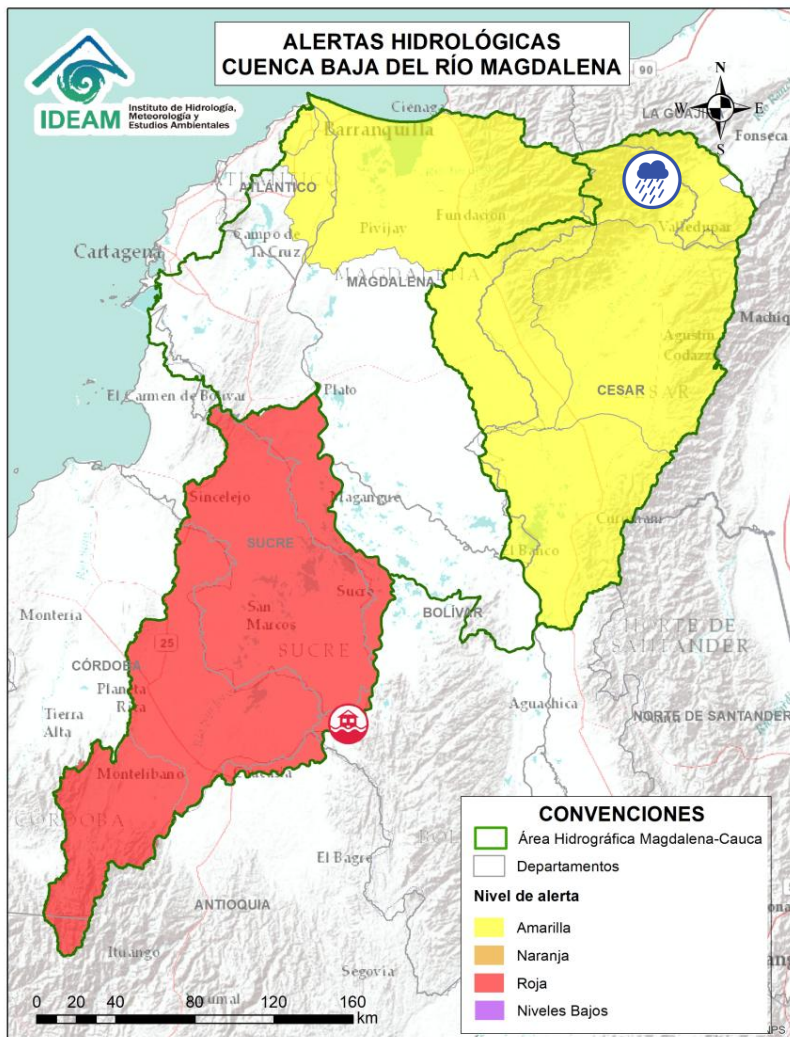 ALERTAS HIDROLÓGICAS
CUENCA BAJA DEL RÍO MAGDALENA
IDEAM
Instituto de Hidrología,
Meteorología y
Estudios Ambientales
N
W
E
S
90
Ciénaga
LA GUAJIRA
Fonseca
Barranquilla
ATLÁNTICO
Cartagena
Campo de
la Cruz
Pivijay
Fundación
Valledupar
MAGDALENA
MAGDALENA
Machiq
Agustín
Codazzi
CESAR
El Carmen de Bolívar
Plato
Sincelejo
Magangué
SUCRE
El Banco
Sucre
San
Marcos
SUCRE
BOLÍVAR
Montería
25
CÓRDOBA
Planeta
Rica
Tierra
Alta
NORTE DE
SANTANDER
Aguachica
NORTE DE SANTANDER
Montelíbano
CÓRDOBA
El Bagre
ANTIOQUIA
Ituango
Segovia
CONVENCIONES
Área Hidrográfica Magdalena-Cauca
Departamentos
Nivel de alerta
Amarilla
Naranja
Roja
Niveles Bajos
0 20 40 80 120 160
km